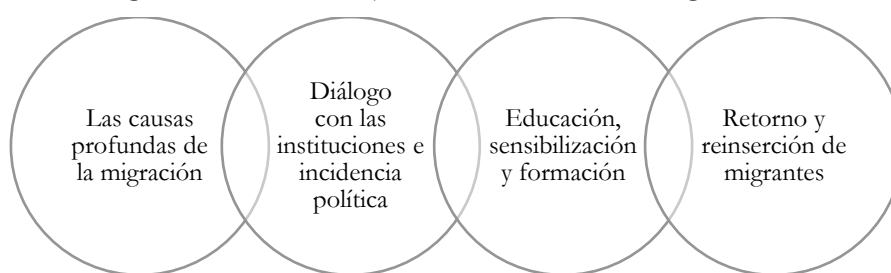 Las causas
profundas de
la migración
Diálogo
con las
instituciones e
incidencia
política
Educación,
sensibilización
y formación
Retorno y
reinserción de
migrantes